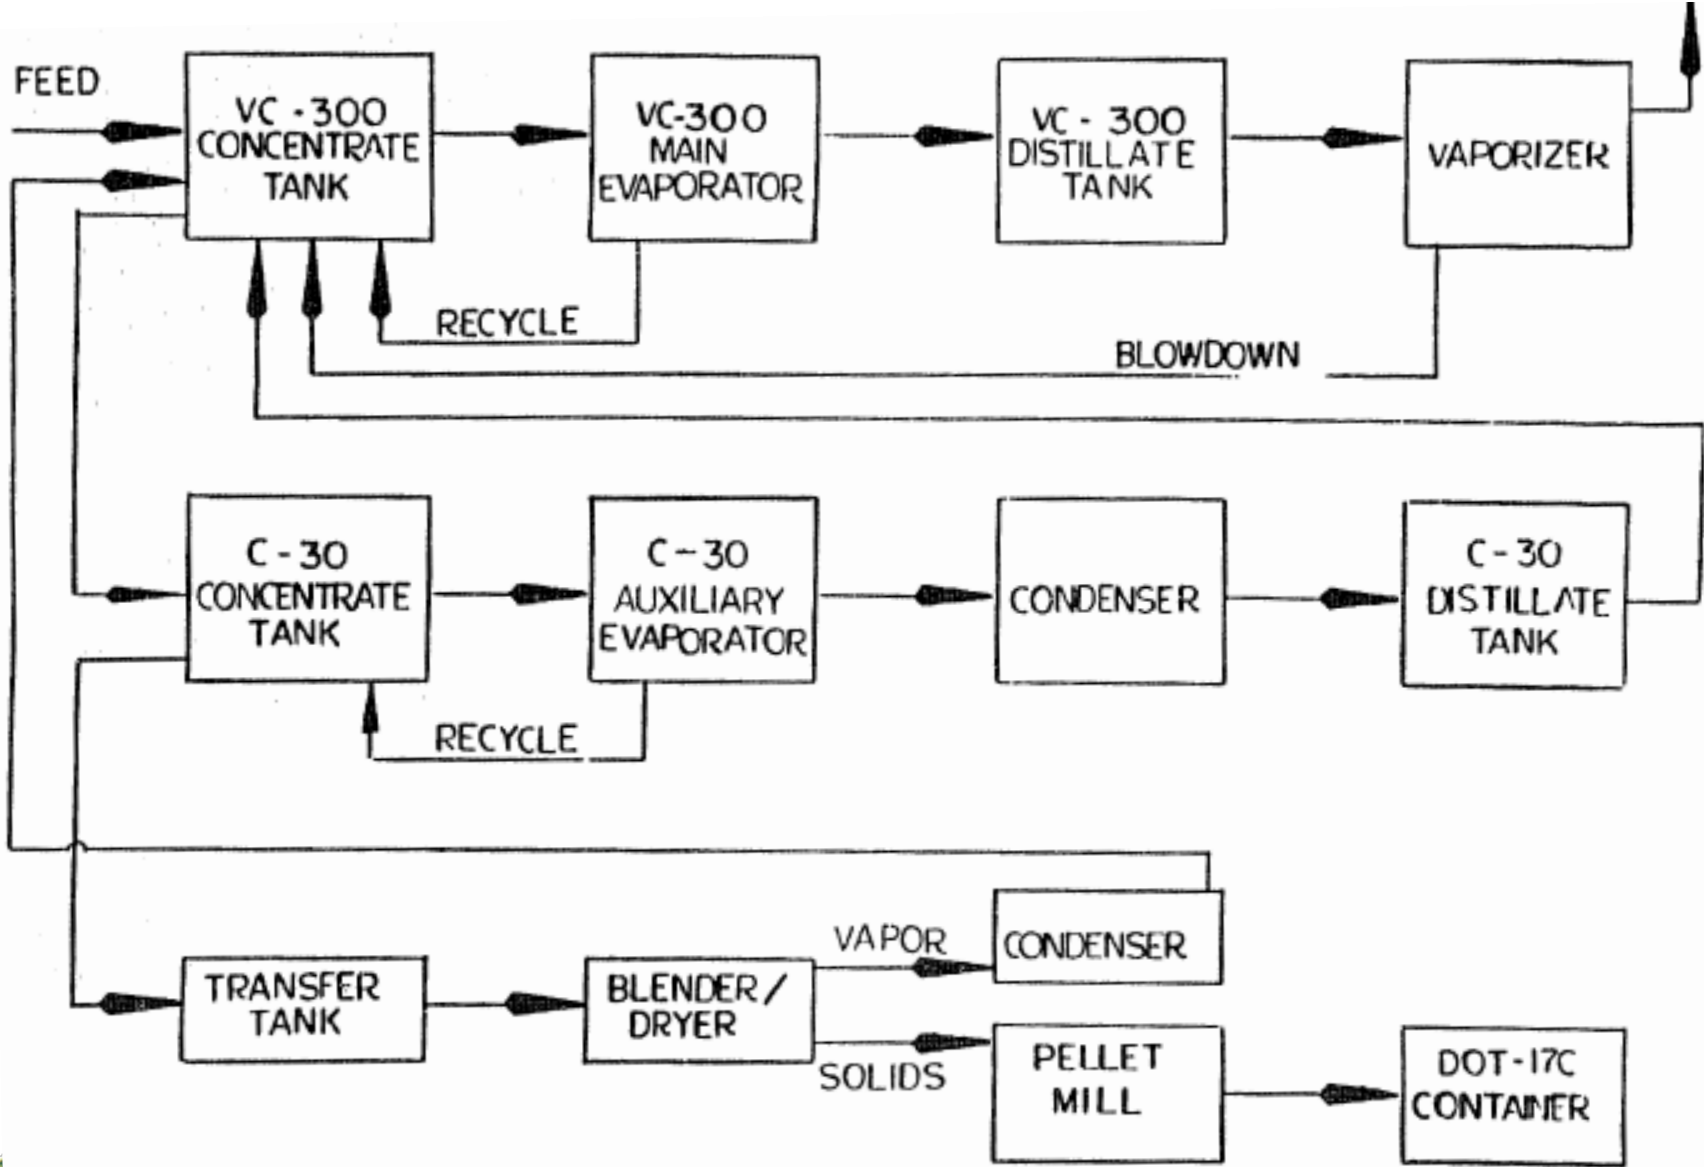 FEED
VC - 300
CONCENTRATE
TANK
VC-300
MAIN
EVAPORATOR
VC - 300
DISTILLATE
TANK
VAPORIZER
RECYCLE
BLOWDOWN
C - 30
CONCENTRATE
TANK
C - 30
AUXILIARY
EVAPORATOR
CONDENSER
C - 30
DISTILLATE
TANK
RECYCLE
TRANSFER
TANK
BLENDER/
DRYER
VAPOR
CONDENSER
SOLIDS
PELLET
MILL
DOT-17C
CONTAINER